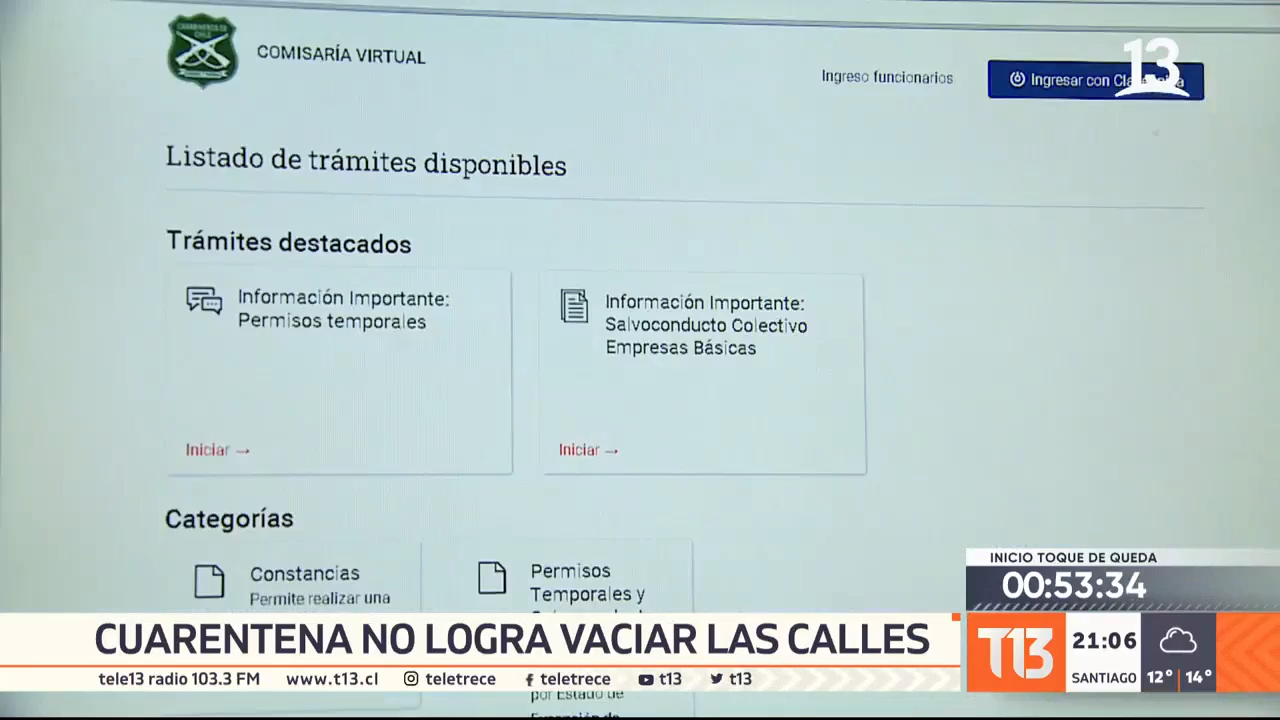 CARABINEROS DE
CHILE
COMISARÍA VIRTUAL
Ingreso funcionarios
Ingresar con
13
Listado de trámites disponibles
Trámites destacados
Información Importante:
Permisos temporales
Iniciar →
Información Importante:
Salvoconducto Colectivo
Empresas Básicas
Iniciar →
Categorías
Constancias
Permite realizar una
Permisos
Temporales y
por Estado de
INICIO TOQUE DE QUEDA
00:53:34
CUARENTENA NO LOGRA VACIAR LAS CALLES
tele13 radio 103.3 FM www.t13.cl teletrece teletrece t13 t13
T13
21:06
SANTIAGO
12° 14°